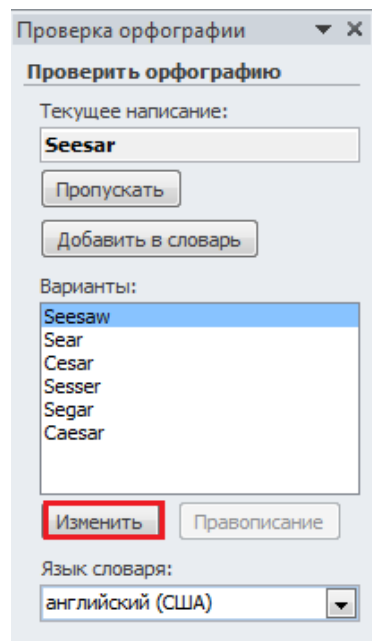 Проверка орфографии
Проверить орфографию
Текущее написание:
Seesar
Пропускать
Добавить в словарь
Варианты:
Seesaw
Sear
Cesar
Sesser
Segar
Caesar
Изменить Правописание
Язык словаря:
английский (США)